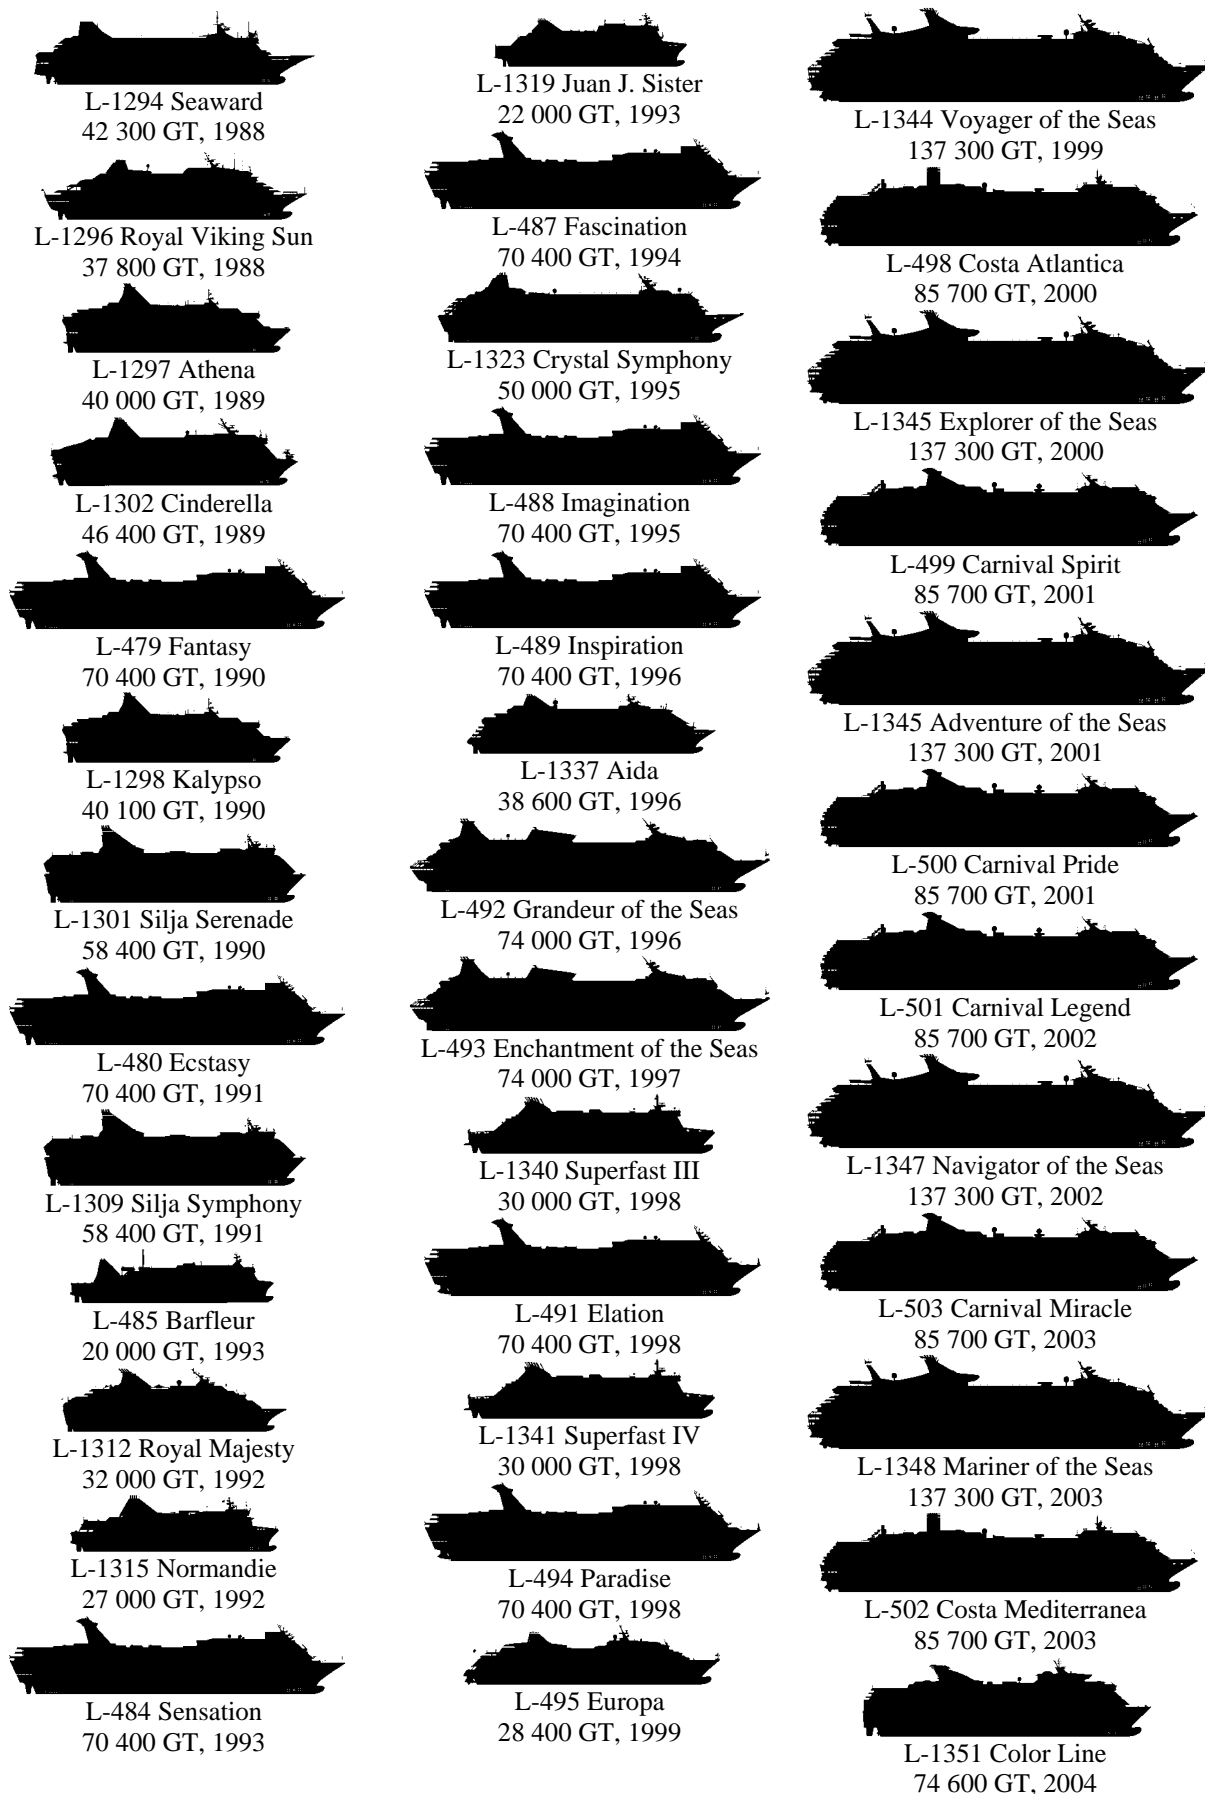 L-1294 Seaward
42 300 GT, 1988
L-1296 Royal Viking Sun
37 800 GT, 1988
L-1297 Athena
40 000 GT, 1989
L-1302 Cinderella
46 400 GT, 1989
L-479 Fantasy
70 400 GT, 1990
L-1298 Kalypso
40 100 GT, 1990
L-1301 Silja Serenade
58 400 GT, 1990
L-480 Ecstasy
70 400 GT, 1991
L-1309 Silja Symphony
58 400 GT, 1991
L-485 Barfleur
20 000 GT, 1993
L-1312 Royal Majesty
32 000 GT, 1992
L-1315 Normandie
27 000 GT, 1992
L-484 Sensation
70 400 GT, 1993
L-1319 Juan J. Sister
22 000 GT, 1993
L-487 Fascination
70 400 GT, 1994
L-1323 Crystal Symphony
50 000 GT, 1995
L-488 Imagination
70 400 GT, 1995
L-489 Inspiration
70 400 GT, 1996
L-1337 Aida
38 600 GT, 1996
L-492 Grandeur of the Seas
74 000 GT, 1996
L-493 Enchantment of the Seas
74 000 GT, 1997
L-1340 Superfast III
30 000 GT, 1998
L-491 Elation
70 400 GT, 1998
L-1341 Superfast IV
30 000 GT, 1998
L-494 Paradise
70 400 GT, 1998
L-495 Europa
28 400 GT, 1999
L-1344 Voyager of the Seas
137 300 GT, 1999
L-498 Costa Atlantica
85 700 GT, 2000
L-1345 Explorer of the Seas
137 300 GT, 2000
L-499 Carnival Spirit
85 700 GT, 2001
L-1345 Adventure of the Seas
137 300 GT, 2001
L-500 Carnival Pride
85 700 GT, 2001
L-501 Carnival Legend
85 700 GT, 2002
L-1347 Navigator of the Seas
137 300 GT, 2002
L-503 Carnival Miracle
85 700 GT, 2003
L-1348 Mariner of the Seas
137 300 GT, 2003
L-502 Costa Mediterranea
85 700 GT, 2003
L-1351 Color Line
74 600 GT, 2004